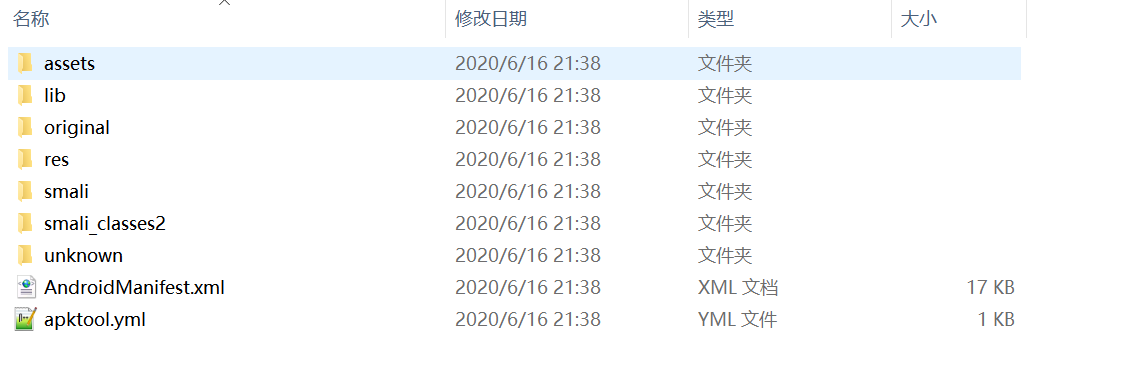 名称 修改日期 类型 大小
assets 2020/6/16 21:38 文件夹
lib 2020/6/16 21:38 文件夹
original 2020/6/16 21:38 文件夹
res 2020/6/16 21:38 文件夹
smali 2020/6/16 21:38 文件夹
smali_classes2 2020/6/16 21:38 文件夹
unknown 2020/6/16 21:38 文件夹
AndroidManifest.xml 2020/6/16 21:38 XML 文档 17 KB
apktool.yml 2020/6/16 21:38 YML 文件 1 KB